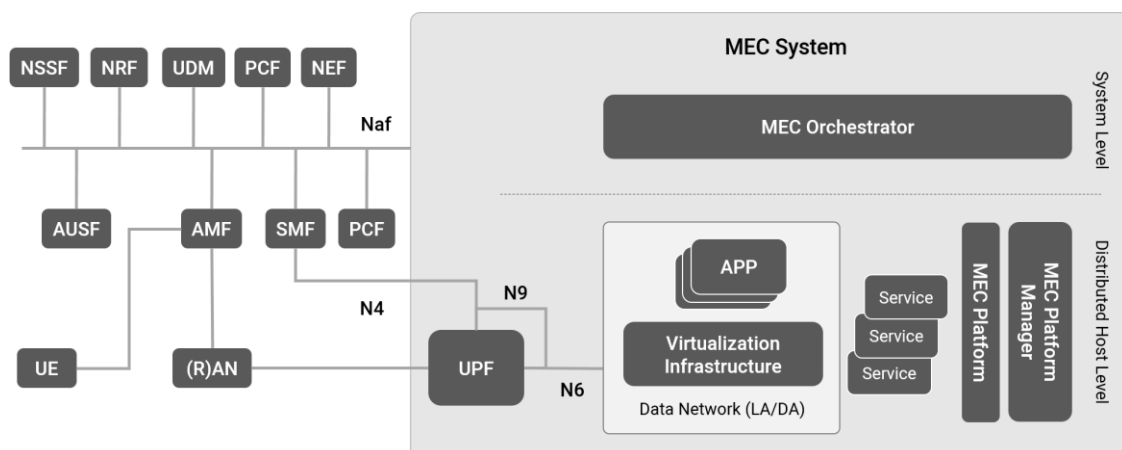 MEC System
NSSF
NRF
UDM
PCF
NEF
Naf
MEC Orchestrator
System Level
AUSF
AMF
SMF
PCF
N4
N9
UE
(R)AN
UPF
N6
APP
Virtualization
Infrastructure
Data Network (LA/DA)
Service
Service
Service
MEC Platform
MEC Platform
Manager
Distributed Host Level